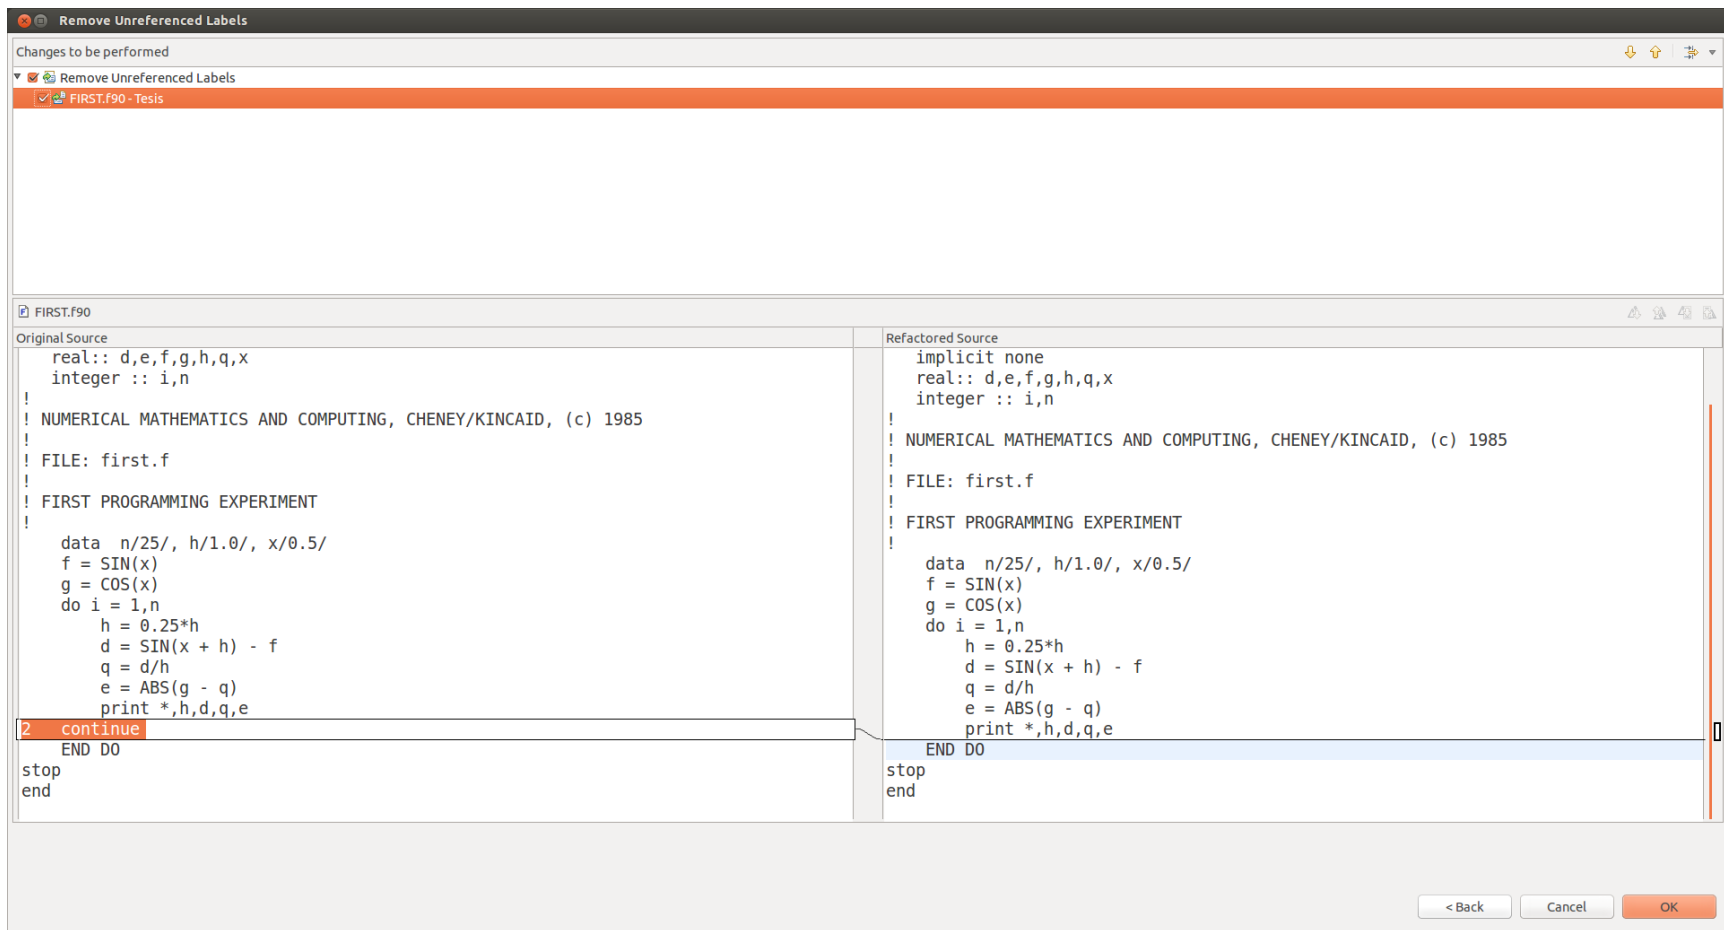 Remove Unreferenced Labels
Changes to be performed
Remove Unreferenced Labels
FIRST.f90 - Tesis
FIRST.f90
Original Source
real:: d,e,f,g,h,q,x
integer :: i,n
!
! NUMERICAL MATHEMATICS AND COMPUTING, CHENEY/KINCAID, (c) 1985
!
! FILE: first.f
!
! FIRST PROGRAMMING EXPERIMENT
!
data  n/25/, h/1.0/, x/0.5/
f = SIN(x)
g = COS(x)
do i = 1,n
h = 0.25*h
d = SIN(x + h) - f
q = d/h
e = ABS(g - q)
print *,h,d,q,e
2   continue
END DO
stop
end
Refactored Source
implicit none
real:: d,e,f,g,h,q,x
integer :: i,n
!
! NUMERICAL MATHEMATICS AND COMPUTING, CHENEY/KINCAID, (c) 1985
!
! FILE: first.f
!
! FIRST PROGRAMMING EXPERIMENT
!
data  n/25/, h/1.0/, x/0.5/
f = SIN(x)
g = COS(x)
do i = 1,n
h = 0.25*h
d = SIN(x + h) - f
q = d/h
e = ABS(g - q)
print *,h,d,q,e
END DO
stop
end
< Back
Cancel
OK